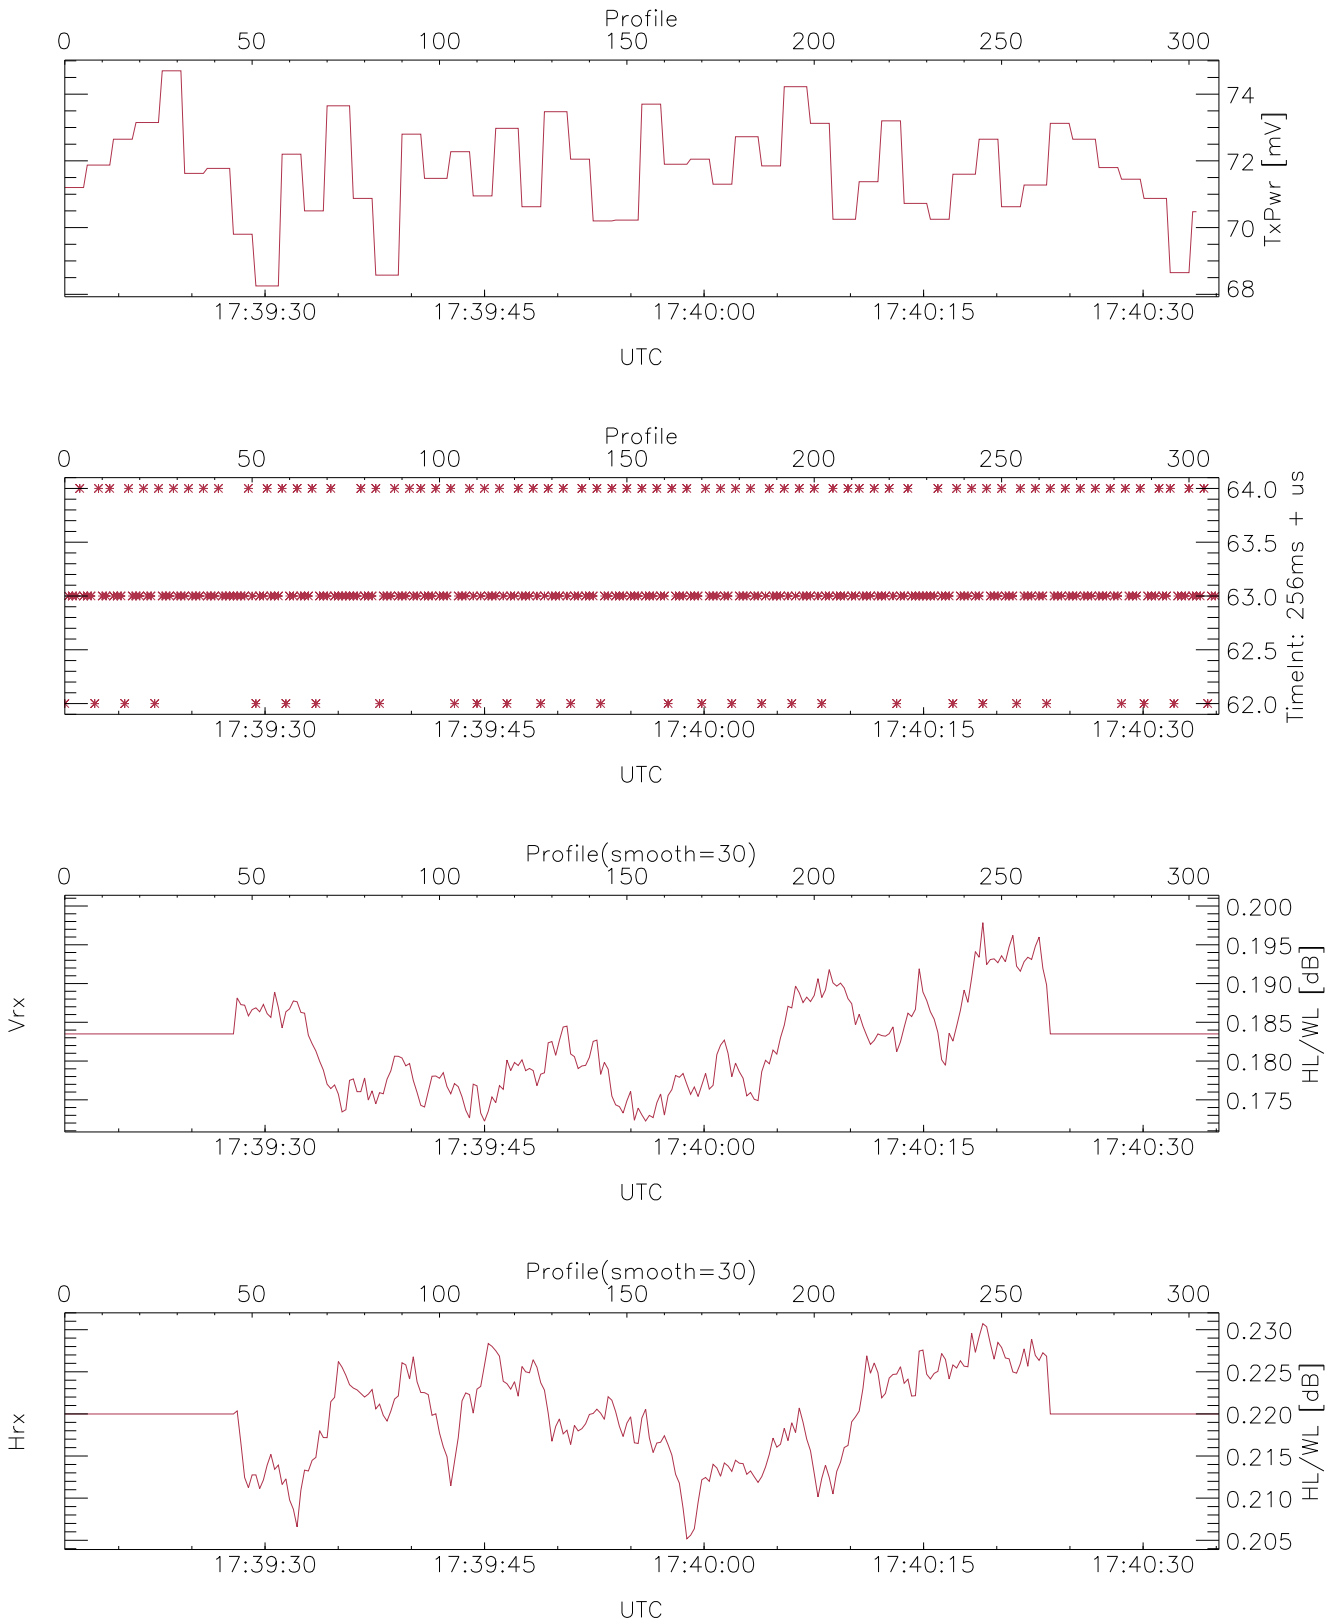 Profile
0 50 100 150 200 250 300
74
72
70
68
TxPwr [mV]
17:39:30 17:39:45 17:40:00 17:40:15 17:40:30
UTC
Profile
0 50 100 150 200 250 300
64.0
63.5
63.0
62.5
62.0
TimeInt: 256ms + us
17:39:30 17:39:45 17:40:00 17:40:15 17:40:30
UTC
Profile(smooth=30)
0 50 100 150 200 250 300
Vrx
0.200
0.195
0.190
0.185
0.180
0.175
HL/WL [dB]
17:39:30 17:39:45 17:40:00 17:40:15 17:40:30
UTC
Profile(smooth=30)
0 50 100 150 200 250 300
Hrx
0.230
0.225
0.220
0.215
0.210
0.205
HL/WL [dB]
17:39:30 17:39:45 17:40:00 17:40:15 17:40:30
UTC